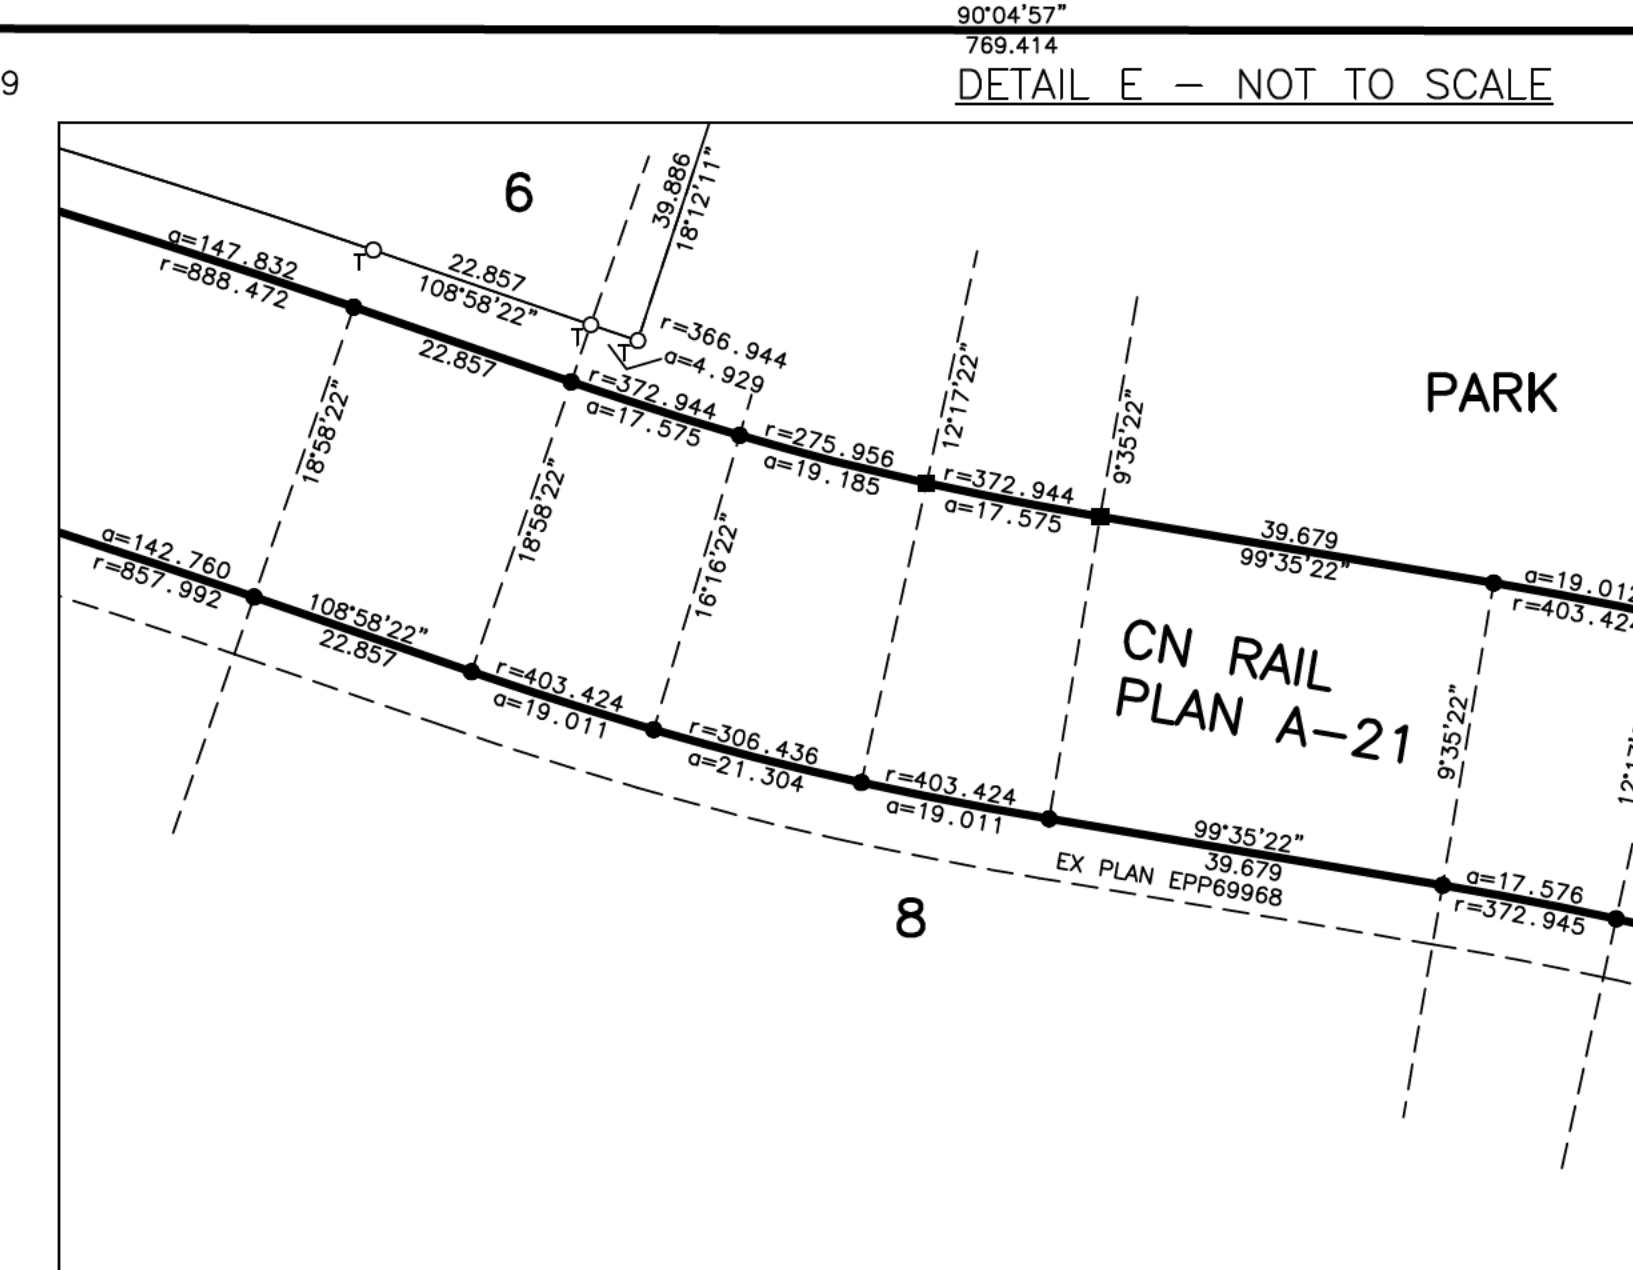 90°04'57"
769.414
9
DETAIL E – NOT TO SCALE
6
39.886
18°12'11"
a=147.832
r=888.472
T
22.857
108°58'22"
T
T
r=366.944
a=4.929
22.857
r=372.944
a=17.575
12°17'22"
9°35'22"
PARK
18°58'22"
18°58'22"
r=275.956
a=19.185
r=372.944
a=17.575
16°16'22"
39.679
99°35'22"
a=19.012
r=403.424
a=142.760
r=857.992
108°58'22"
22.857
r=403.424
a=19.011
CN RAIL
PLAN A–21
r=306.436
a=21.304
r=403.424
a=19.011
9°35'22"
99°35'22"
39.679
EX PLAN EPP69968
a=17.576
r=372.945
8